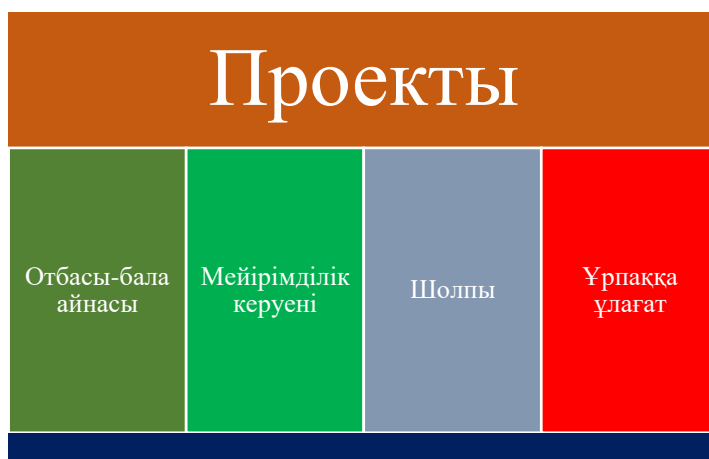 Проекты
Отбасы-бала
айнасы
Мейірімділік
керуені
Шолпы
Ұрпаққа
ұлағат